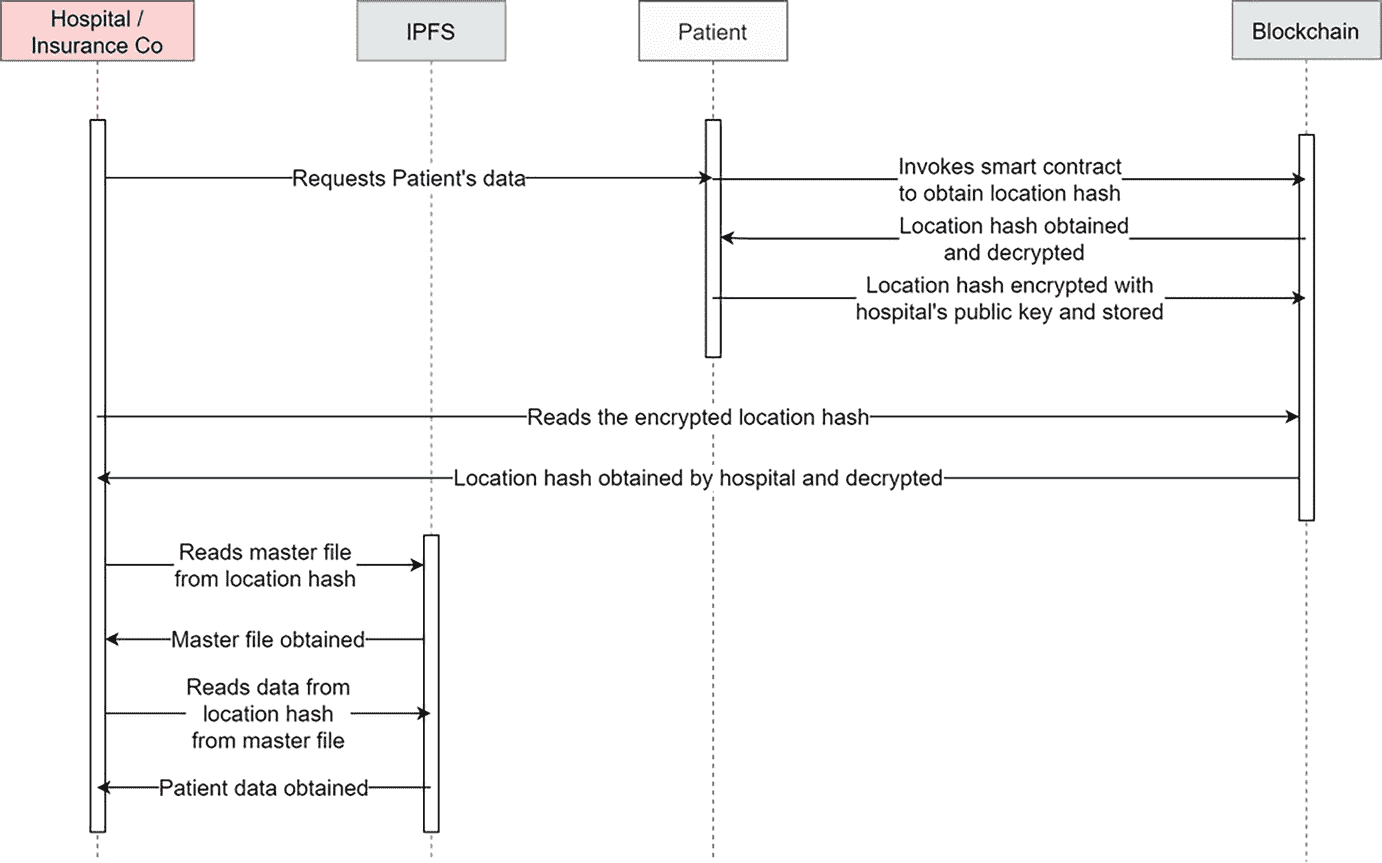 Hospital /
Insurance Co
IPFS
Patient
Blockchain
Requests Patient's data
Invokes smart contract
to obtain location hash
Location hash obtained
and decrypted
Location hash encrypted with
hospital's public key and stored
Reads the encrypted location hash
Location hash obtained by hospital and decrypted
Reads master file
from location hash
Master file obtained
Reads data from
location hash
from master file
Patient data obtained